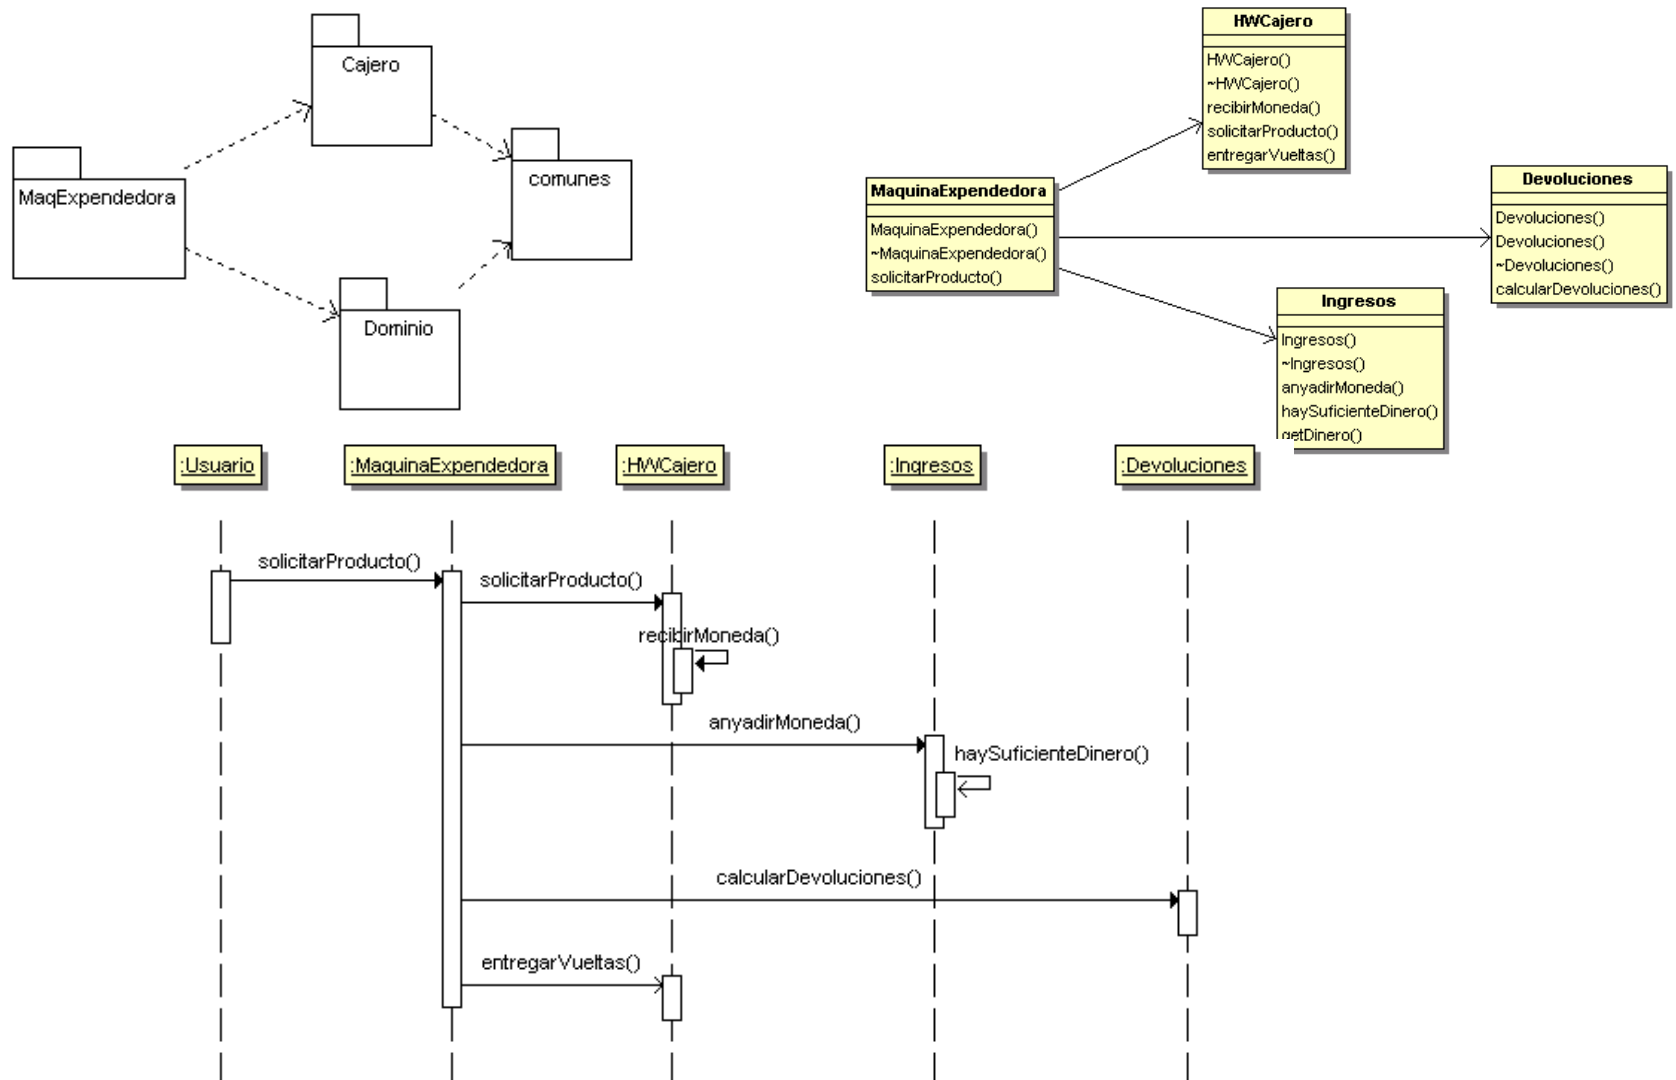 Cajero
MaqExpendedora
comunes
Dominio
HWCajero
HWCajero()
~HWCajero()
recibirMoneda()
solicitarProducto()
entregarVueltas()
MaquinaExpendedora
MaquinaExpendedora()
~MaquinaExpendedora()
solicitarProducto()
Devoluciones
Devoluciones()
Devoluciones()
~Devoluciones()
calcularDevoluciones()
Ingresos
Ingresos()
~Ingresos()
anyadirMoneda()
haySuficienteDinero()
getDinero()
:Usuario
:MaquinaExpendedora
:HWCajero
:Ingresos
:Devoluciones
solicitarProducto()
solicitarProducto()
recibirMoneda()
anyadirMoneda()
haySuficienteDinero()
calcularDevoluciones()
entregarVueltas()